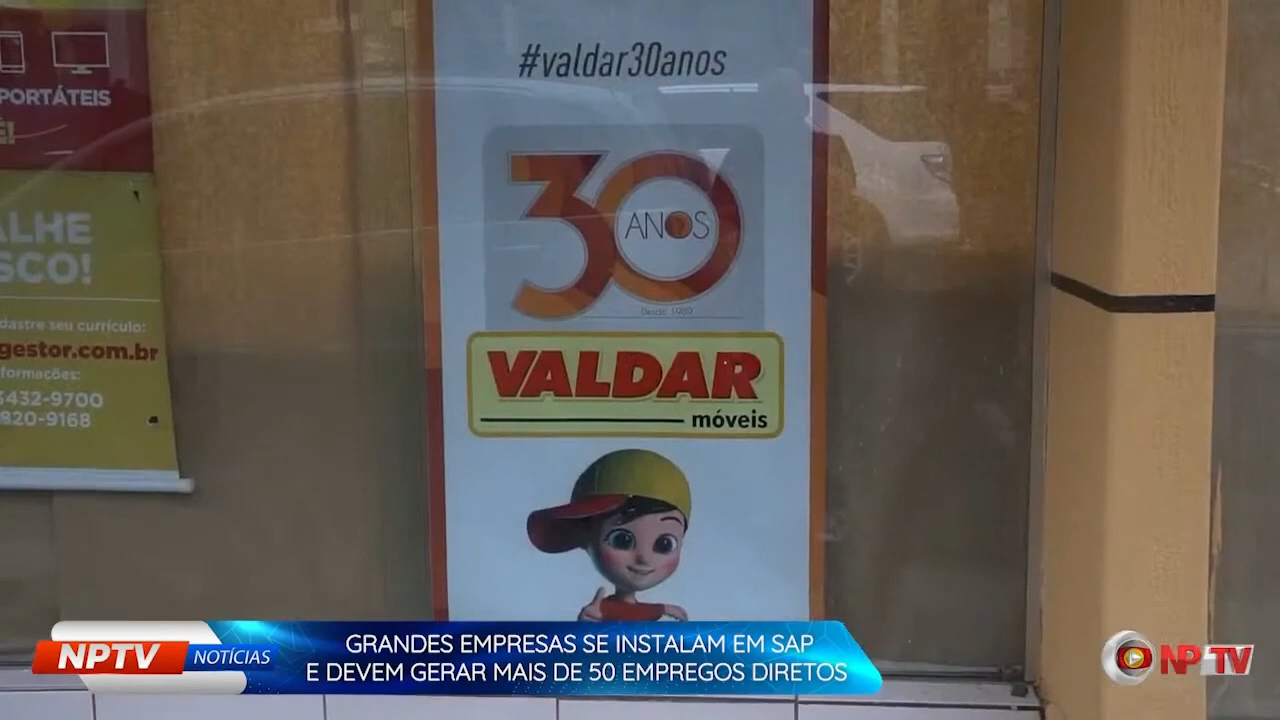 PORTÁTEIS
#valdar30anos
30
ANOS
Desde 1989
VALDAR
móveis
ALHE
SCO!
dastre seu currículo:
gestor.com.br
formações:
3432-9700
820-9168
NPTV NOTÍCIAS
GRANDES EMPRESAS SE INSTALAM EM SAP
E DEVEM GERAR MAIS DE 50 EMPREGOS DIRETOS
NPTV